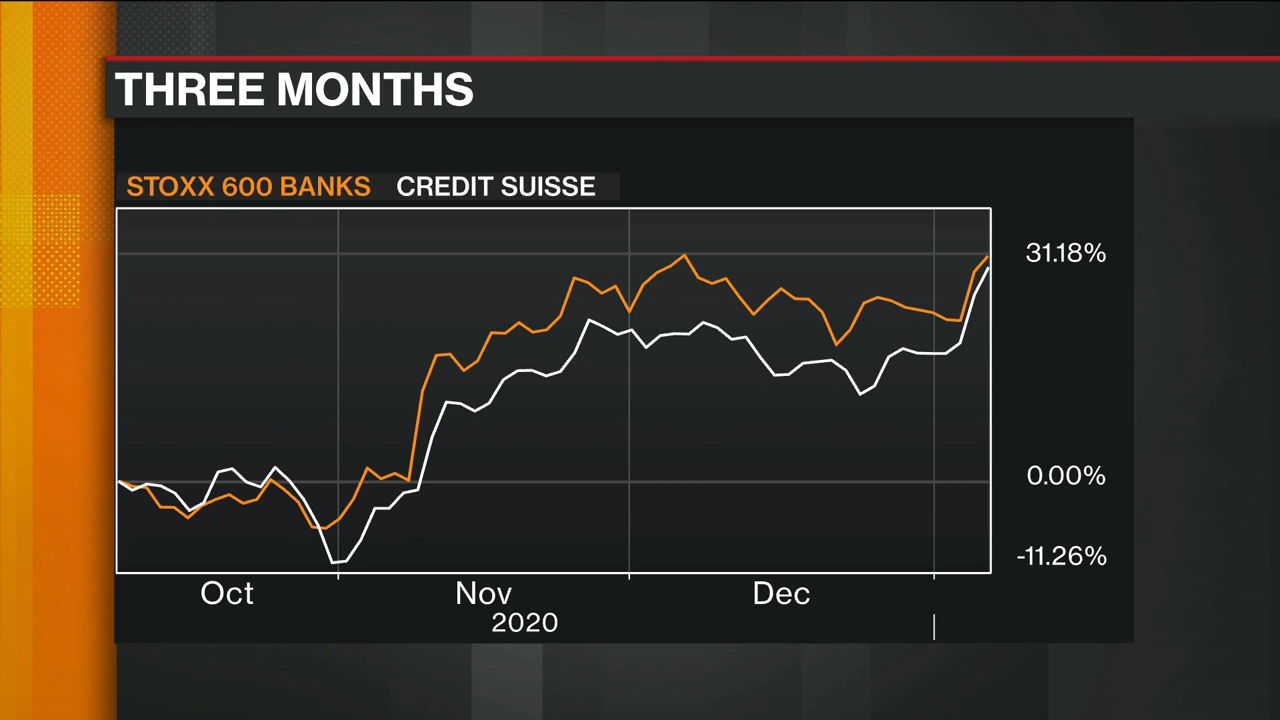 THREE MONTHS
STOXX 600 BANKS CREDIT SUISSE
31.18%
0.00%
-11.26%
Oct Nov Dec
2020